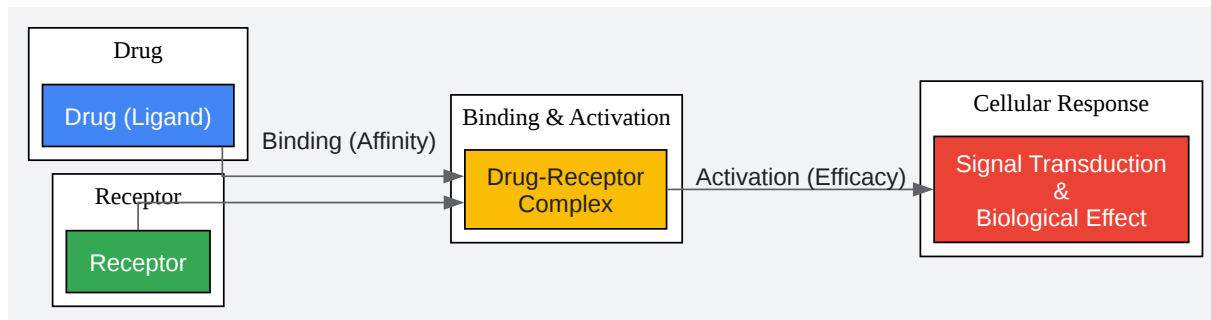 Drug
Drug (Ligand)
Receptor
Receptor
Binding (Affinity)
Binding & Activation
Drug-Receptor
Complex
Activation (Efficacy)
Cellular Response
Signal Transduction
&
Biological Effect